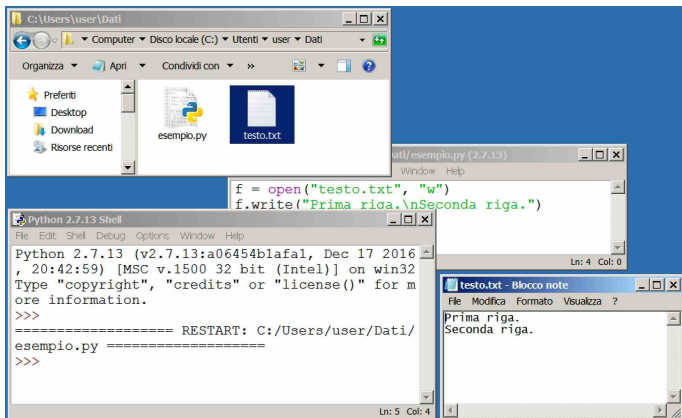 C:\Users\user\Dati
Computer Disco locale (C:) Utenti user Dati
Organizza Apri Condividi con »
Preferiti
Desktop
Download
Risorse recenti
esempio.py
testo.txt
ati/esempio.py (2.7.13)
Window Help
f = open("testo.txt", "w")
f.write("Prima riga.\nSeconda riga.")
Ln: 4 Col: 0
Python 2.7.13 Shell
File Edit Shell Debug Options Window Help
Python 2.7.13 (v2.7.13:a06454b1afa1, Dec 17 2016
, 20:42:59) [MSC v.1500 32 bit (Intel)] on win32
Type "copyright", "credits" or "license()" for m
ore information.
>>>
=================== RESTART: C:/Users/user/Dati/
esempio.py ===================
>>>
Ln: 5 Col: 4
testo.txt - Blocco note
File Modifica Formato Visualizza ?
Prima riga.
Seconda riga.